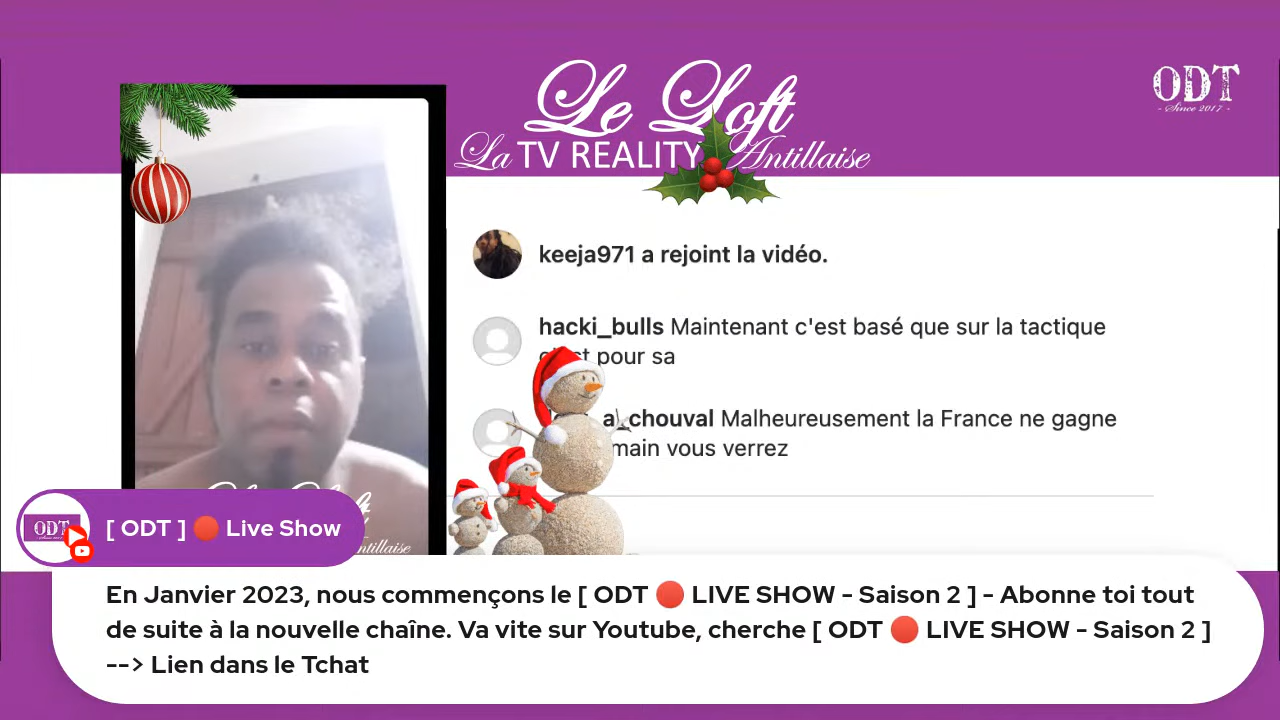 Le Loft
La TV REALITY Antillaise
ODT
- Since 2017 -
keeja971 a rejoint la vidéo.
hacki_bulls Maintenant c'est basé que sur la tactique
pour sa
chouval Malheureusement la France ne gagne
main vous verrez
ntillaise
ODT
[ ODT ] 🔴 Live Show
En Janvier 2023, nous commençons le [ ODT 🔴 LIVE SHOW - Saison 2 ] - Abonne toi tout
de suite à la nouvelle chaîne. Va vite sur Youtube, cherche [ ODT 🔴 LIVE SHOW - Saison 2 ]
--> Lien dans le Tchat